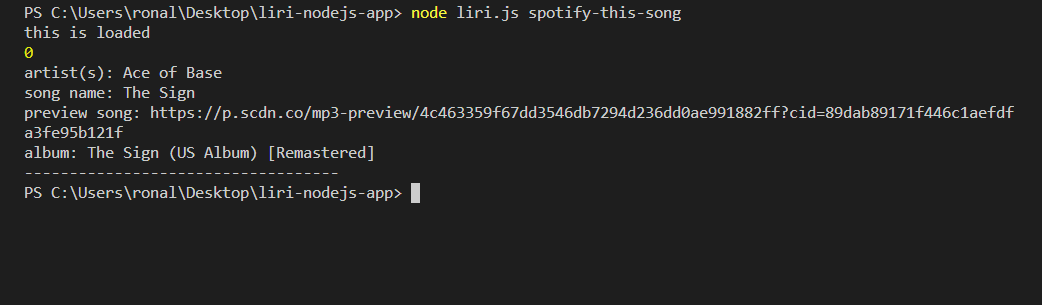 PS C:\Users\ronal\Desktop\liri-nodejs-app> node liri.js spotify-this-song
this is loaded
0
artist(s): Ace of Base
song name: The Sign
preview song: https://p.scdn.co/mp3-preview/4c463359f67dd3546db7294d236dd0ae991882ff?cid=89dab89171f446c1aefdf
a3fe95b121f
album: The Sign (US Album) [Remastered]
-----------------------------------
PS C:\Users\ronal\Desktop\liri-nodejs-app>